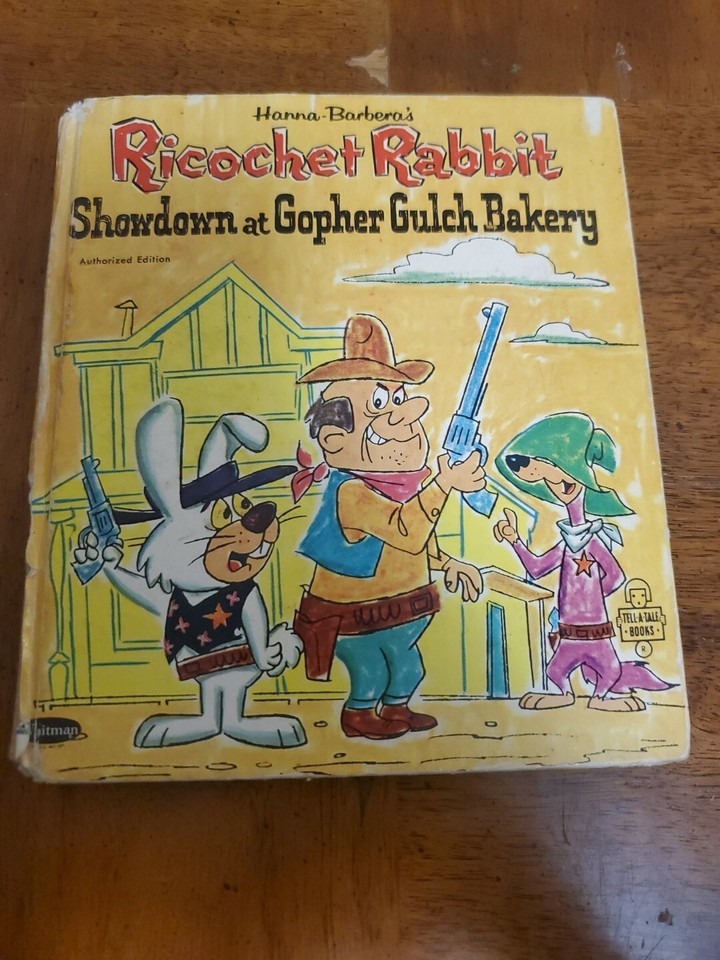 Hanna-Barbera's
Ricochet Rabbit
Showdown at Gopher Gulch Bakery
Authorized Edition
TELL-A-TALE
BOOKS
R